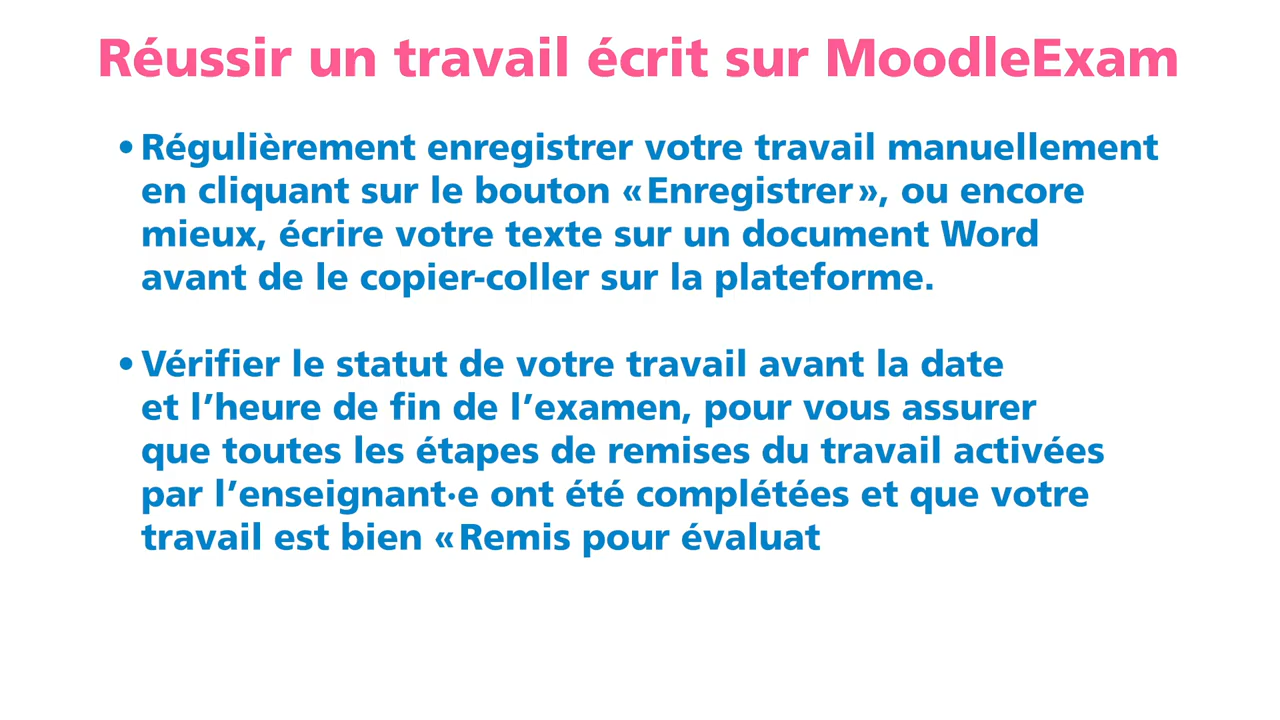 Réussir un travail écrit sur MoodleExam
• Régulièrement enregistrer votre travail manuellement
en cliquant sur le bouton « Enregistrer », ou encore
mieux, écrire votre texte sur un document Word
avant de le copier-coller sur la plateforme.
• Vérifier le statut de votre travail avant la date
et l’heure de fin de l’examen, pour vous assurer
que toutes les étapes de remises du travail activées
par l’enseignant·e ont été complétées et que votre
travail est bien « Remis pour évaluat